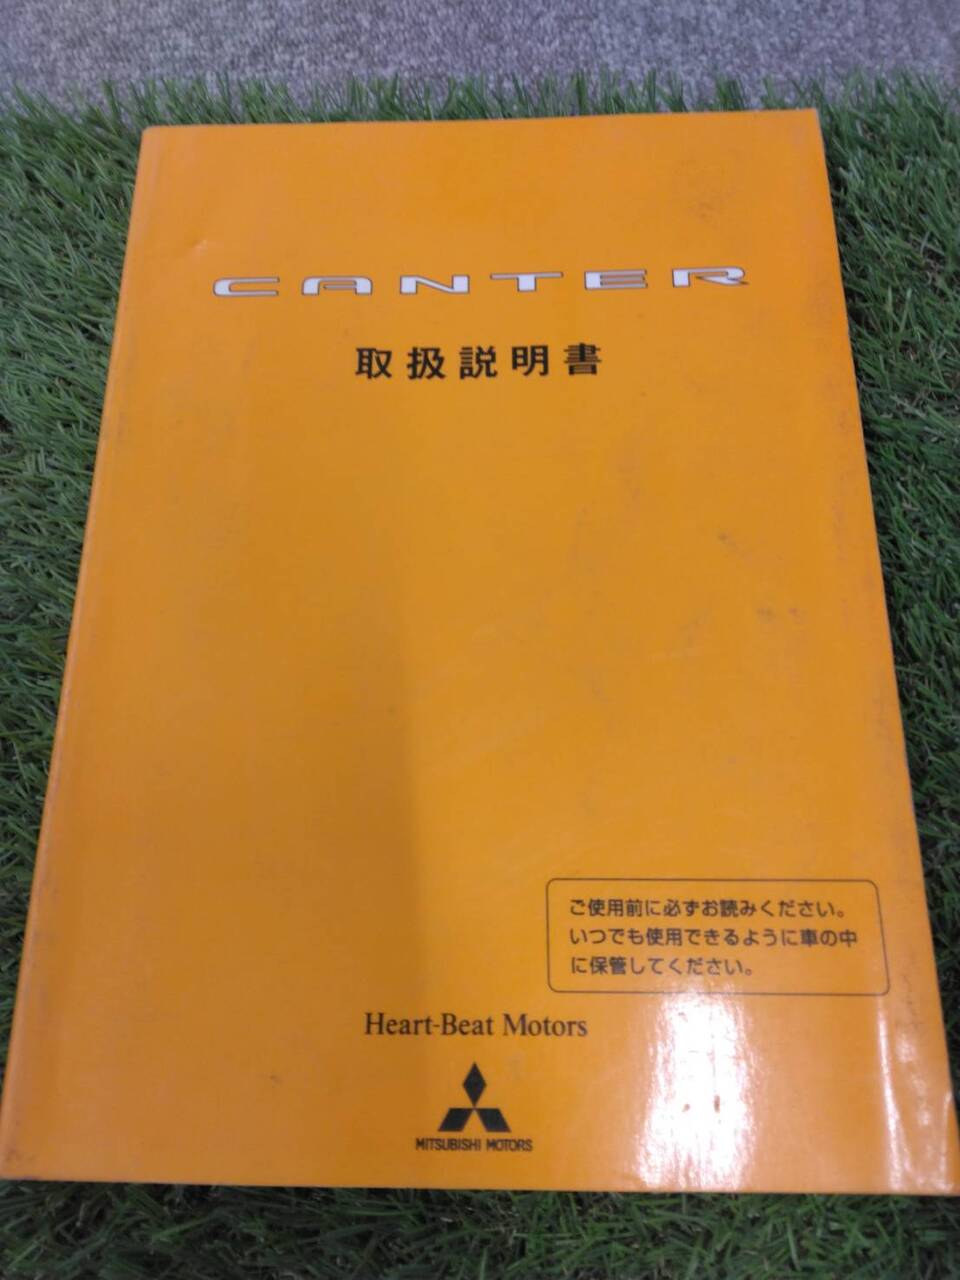 CANTER
取扱説明書
ご使用前に必ずお読みください。
いつでも使用できるように車の中
に保管してください。
Heart-Beat Motors
MITSUBISHI MOTORS